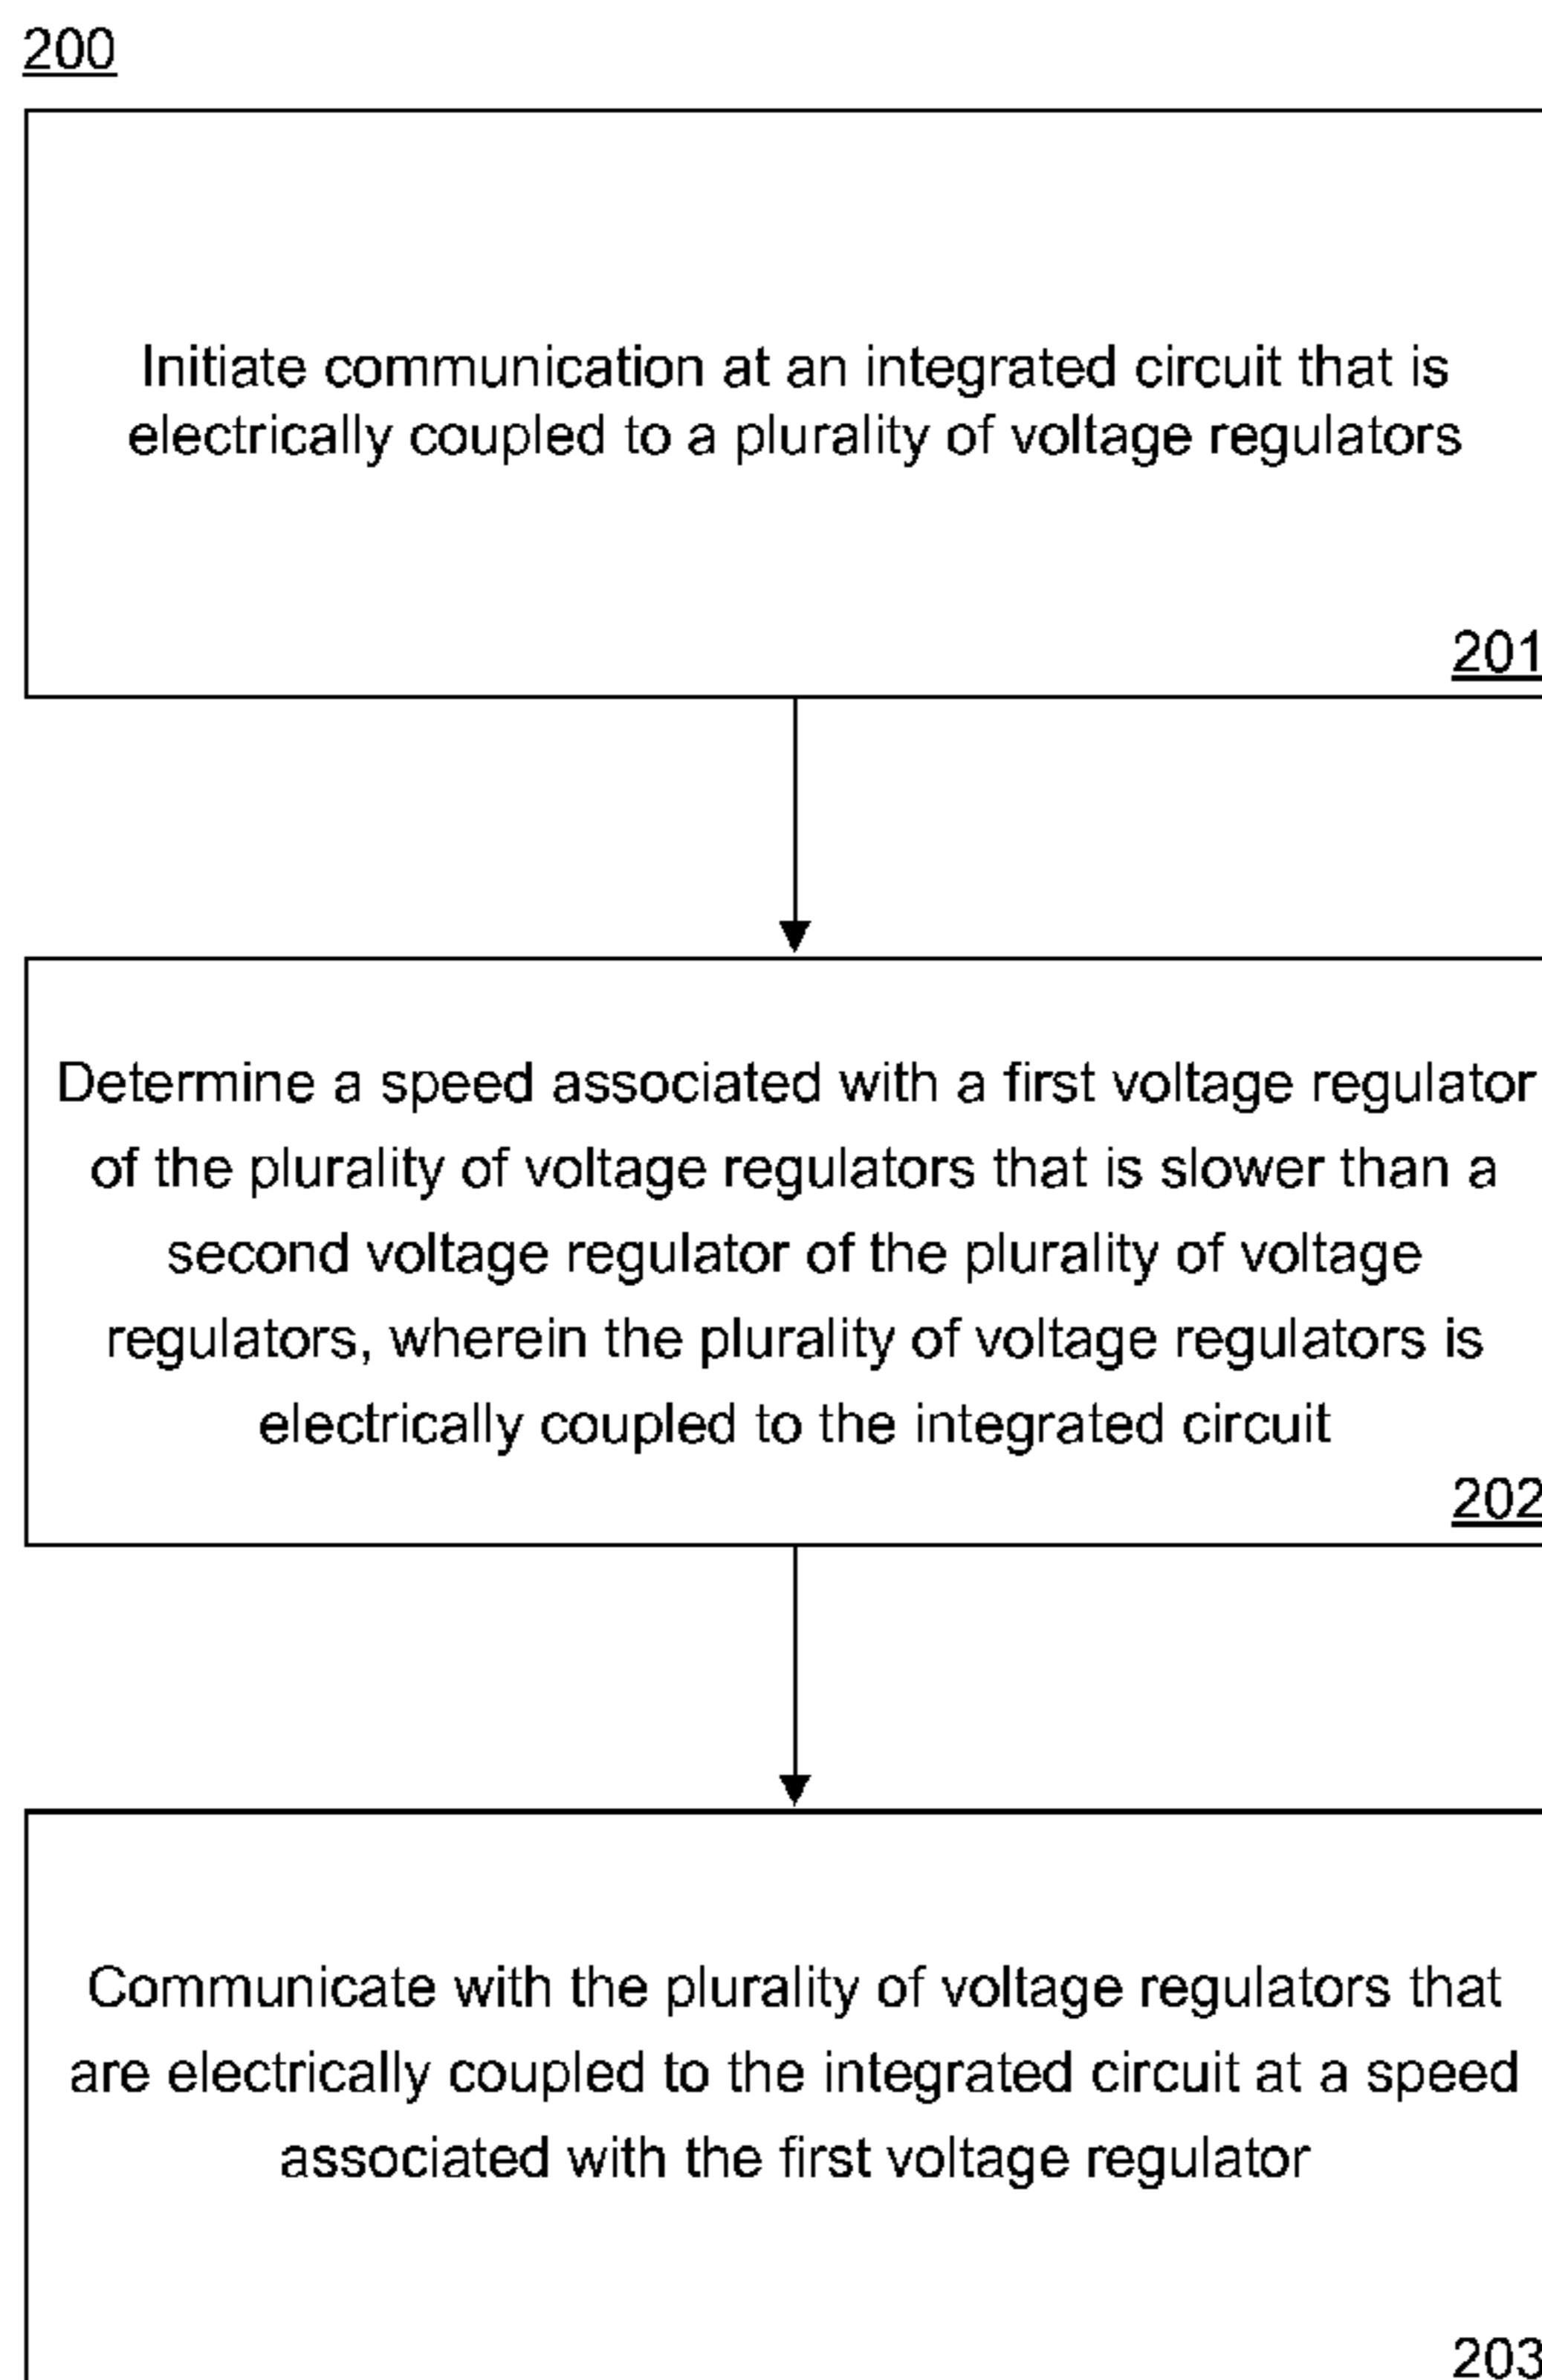 200
Initiate communication at an integrated circuit that is
electrically coupled to a plurality of voltage regulators
201
Determine a speed associated with a first voltage regulator
of the plurality of voltage regulators that is slower than a
second voltage regulator of the plurality of voltage
regulators, wherein the plurality of voltage regulators is
electrically coupled to the integrated circuit
202
Communicate with the plurality of voltage regulators that
are electrically coupled to the integrated circuit at a speed
associated with the first voltage regulator
203